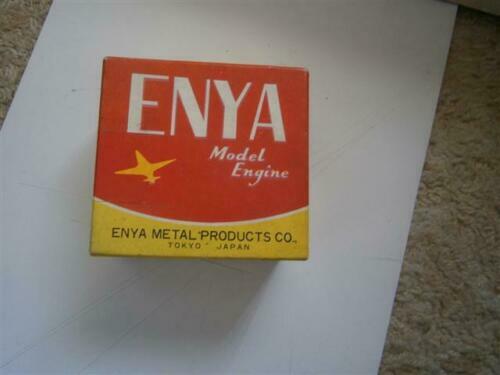 ENYA
Model
Engine
ENYA METAL PRODUCTS CO.,
TOKYO JAPAN